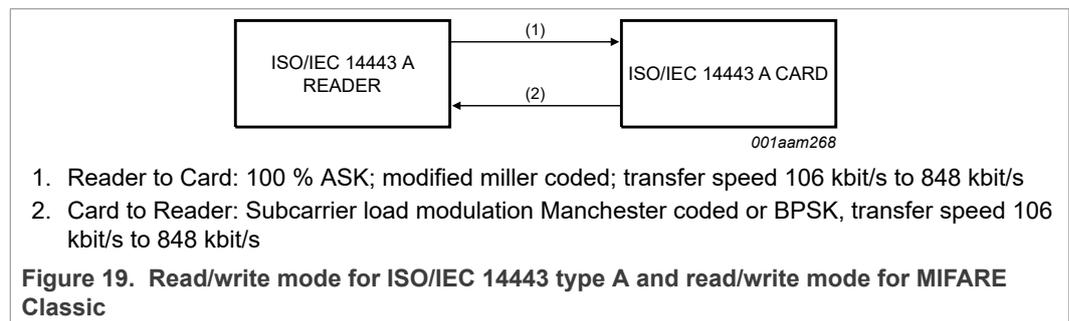 (1)
ISO/IEC 14443 A
READER
ISO/IEC 14443 A CARD
(2)
001aam268
1. Reader to Card: 100 % ASK; modified miller coded; transfer speed 106 kbit/s to 848 kbit/s
2. Card to Reader: Subcarrier load modulation Manchester coded or BPSK, transfer speed 106
kbit/s to 848 kbit/s
Figure 19. Read/write mode for ISO/IEC 14443 type A and read/write mode for MIFARE
Classic